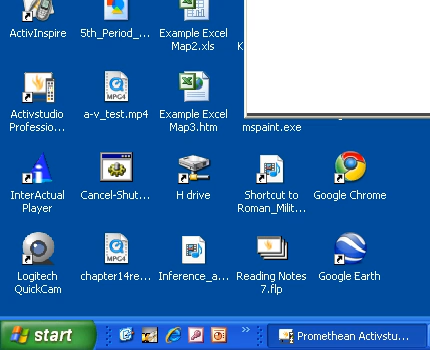 ActivInspire
5th_Period_...
Example Excel
Map2.xls
K
Activstudio
Professio...
a-v_test.mp4
Example Excel
Map3.htm
mspaint.exe
InterActual
Player
Cancel-Shut...
H drive
Shortcut to
Roman_Milit...
Google Chrome
Logitech
QuickCam
chapter14re...
Inference_a...
Reading Notes
7.flp
Google Earth
start
Promethean Activstu...